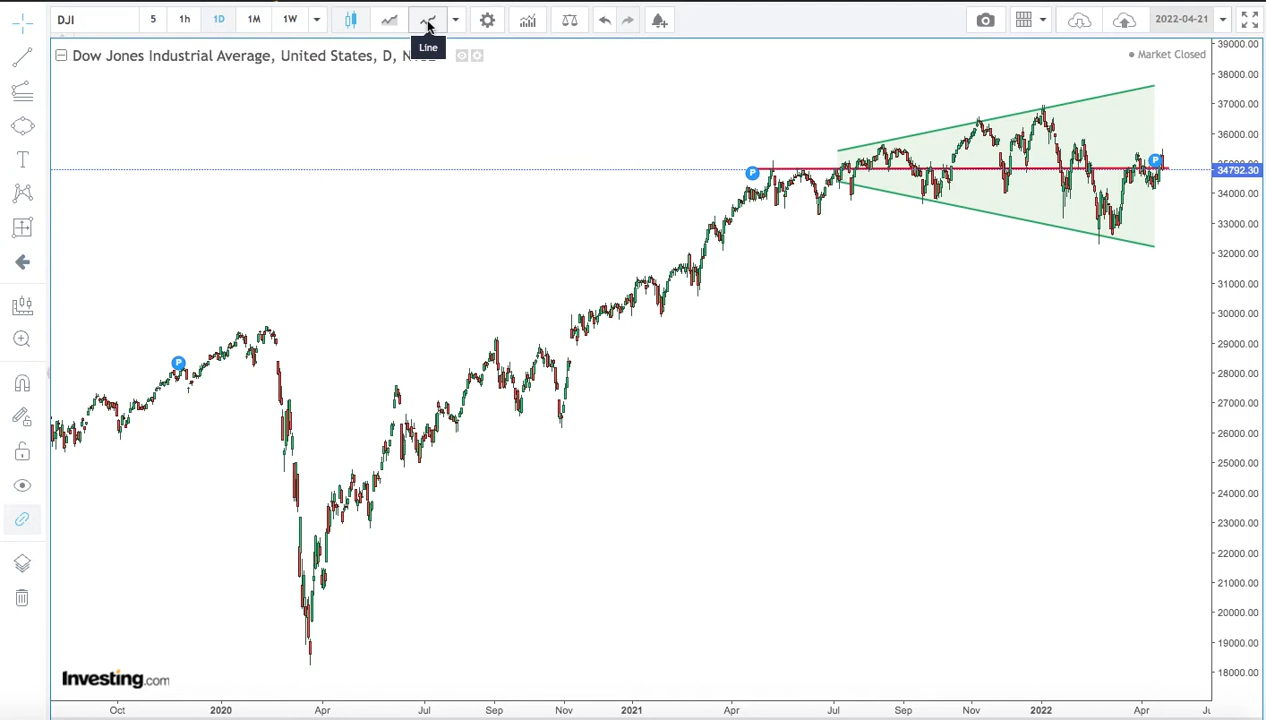 DJI 5 1h 1D 1M 1W 2022-04-21
Line
Dow Jones Industrial Average, United States, D,
Market Closed
39000.00
38000.00
37000.00
36000.00
P
P
34792.30
34000.00
33000.00
32000.00
31000.00
30000.00
29000.00
P
28000.00
27000.00
26000.00
25000.00
24000.00
23000.00
22000.00
21000.00
20000.00
19000.00
18000.00
Investing.com
Oct 2020 Apr Jul Sep Nov 2021 Apr Jul Sep Nov 2022 Apr